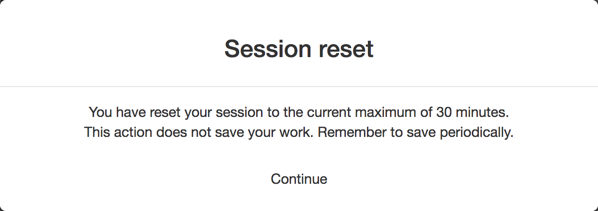 Session reset
You have reset your session to the current maximum of 30 minutes.
This action does not save your work. Remember to save periodically.
Continue